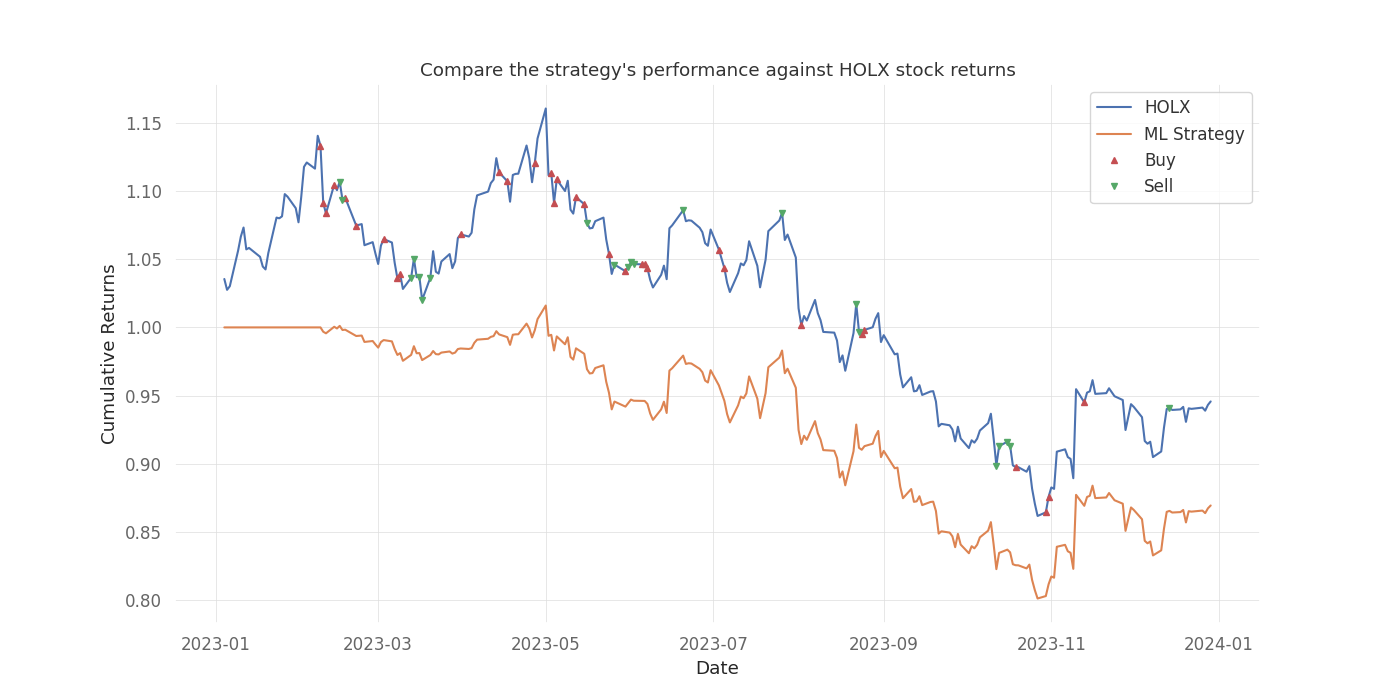 Compare the strategy's performance against HOLX stock returns
HOLX
ML Strategy
Buy
Sell
Cumulative Returns
1.15
1.10
1.05
1.00
0.95
0.90
0.85
0.80
2023-01
2023-03
2023-05
2023-07
2023-09
2023-11
2024-01
Date